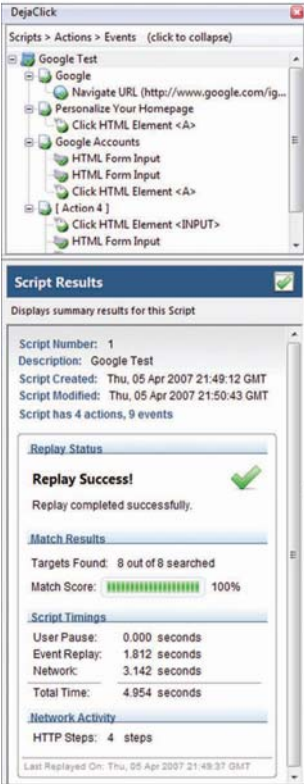 DejaClick
Scripts > Actions > Events (click to collapse)
Google Test
Google
Navigate URL (http://www.google.com/ig...
Personalize Your Homepage
Click HTML Element <A>
Google Accounts
HTML Form Input
HTML Form Input
Click HTML Element <A>
[ Action 4 ]
Click HTML Element <INPUT>
HTML Form Input
Script Results
Displays summary results for this Script
Script Number: 1
Description: Google Test
Script Created: Thu, 05 Apr 2007 21:49:12 GMT
Script Modified: Thu, 05 Apr 2007 21:50:43 GMT
Script has 4 actions, 9 events
Replay Status
Replay Success!
Replay completed successfully.
Match Results
Targets Found: 8 out of 8 searched
Match Score: 100%
Script Timings
User Pause: 0.000 seconds
Event Replay: 1.812 seconds
Network: 3.142 seconds
Total Time: 4.954 seconds
Network Activity
HTTP Steps: 4 steps
Last Replayed On: Thu, 05 Apr 2007 21:49:37 GMT